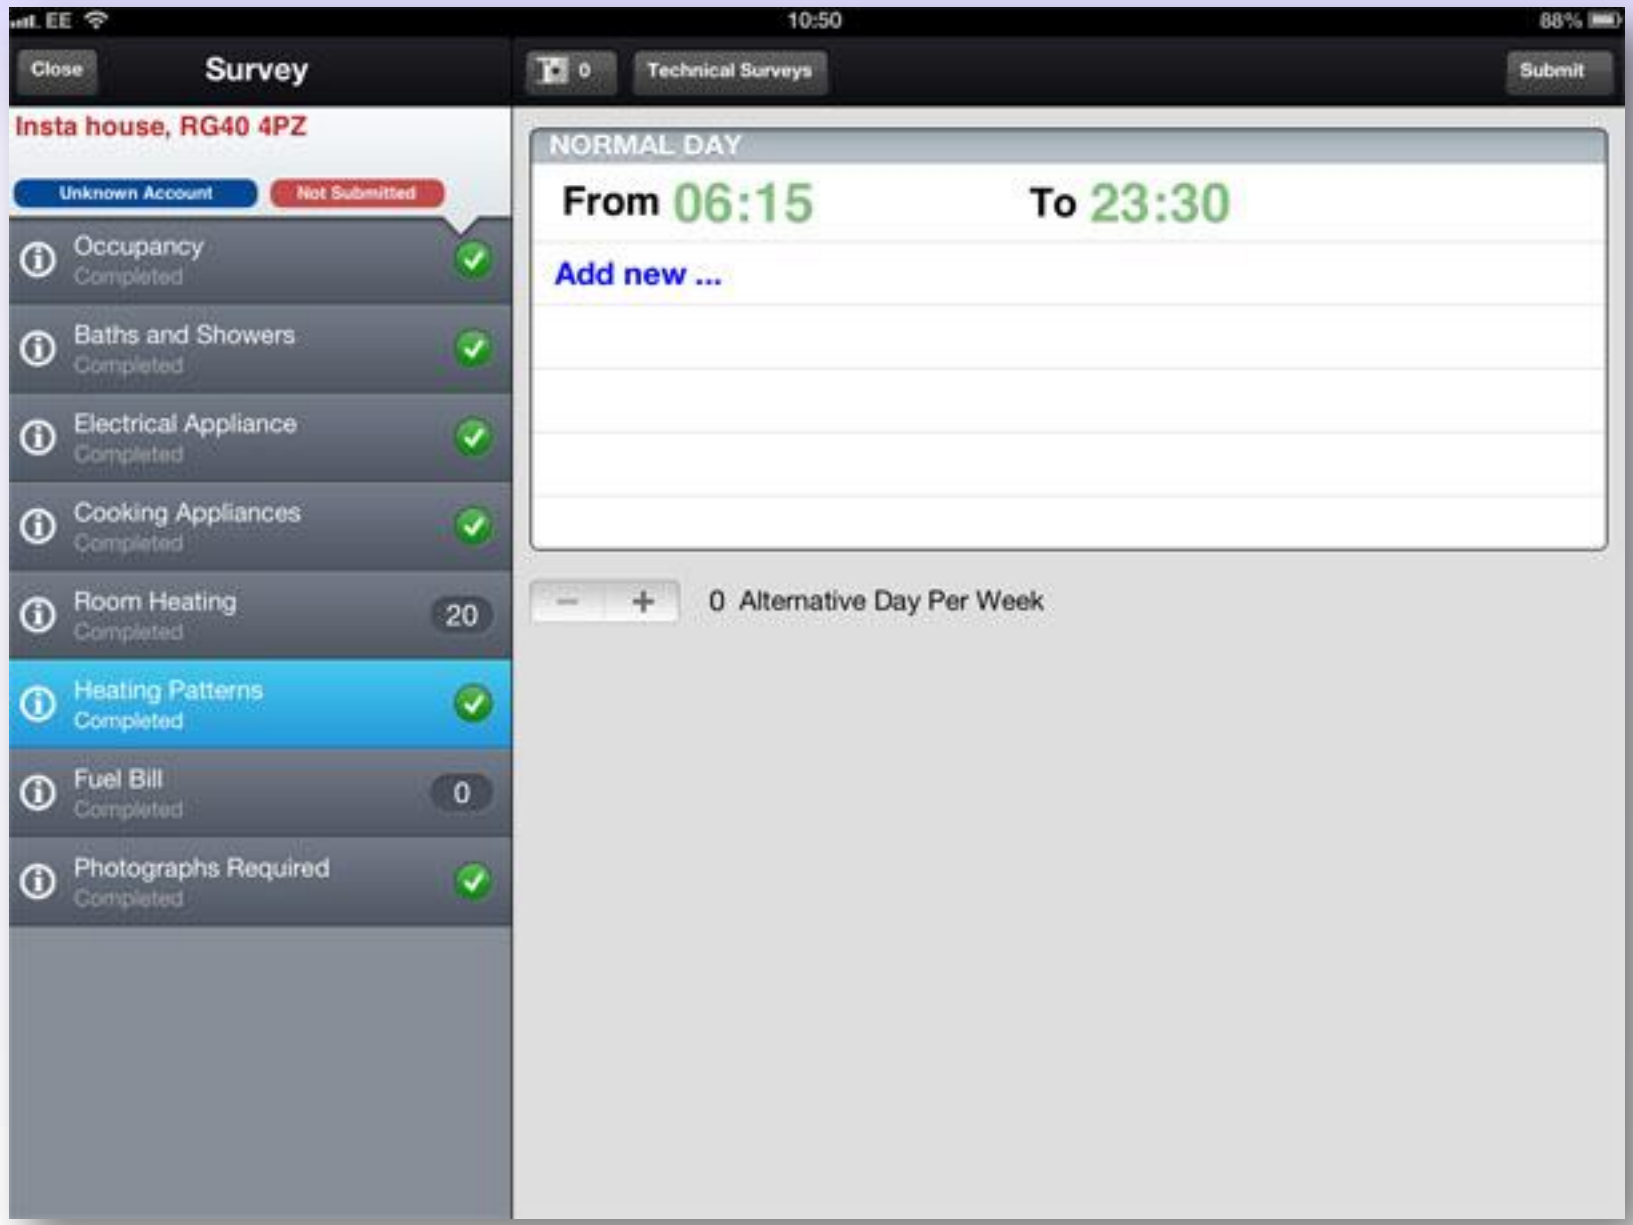 EE 10:50 88%
Close Survey 0 Technical Surveys Submit
Insta house, RG40 4PZ
Unknown Account Not Submitted
Occupancy
Completed
Baths and Showers
Completed
Electrical Appliance
Completed
Cooking Appliances
Completed
Room Heating
Completed
20
Heating Patterns
Completed
Fuel Bill
Completed
0
Photographs Required
Completed
NORMAL DAY
From 06:15 To 23:30
Add new ...
0 Alternative Day Per Week